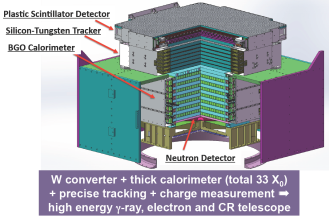 Plastic Scintillator Detector
Silicon-Tungsten Tracker
BGO Calorimeter
Neutron Detector
W converter + thick calorimeter (total 33 X₀)
+ precise tracking + charge measurement ➡
high energy γ-ray, electron and CR telescope